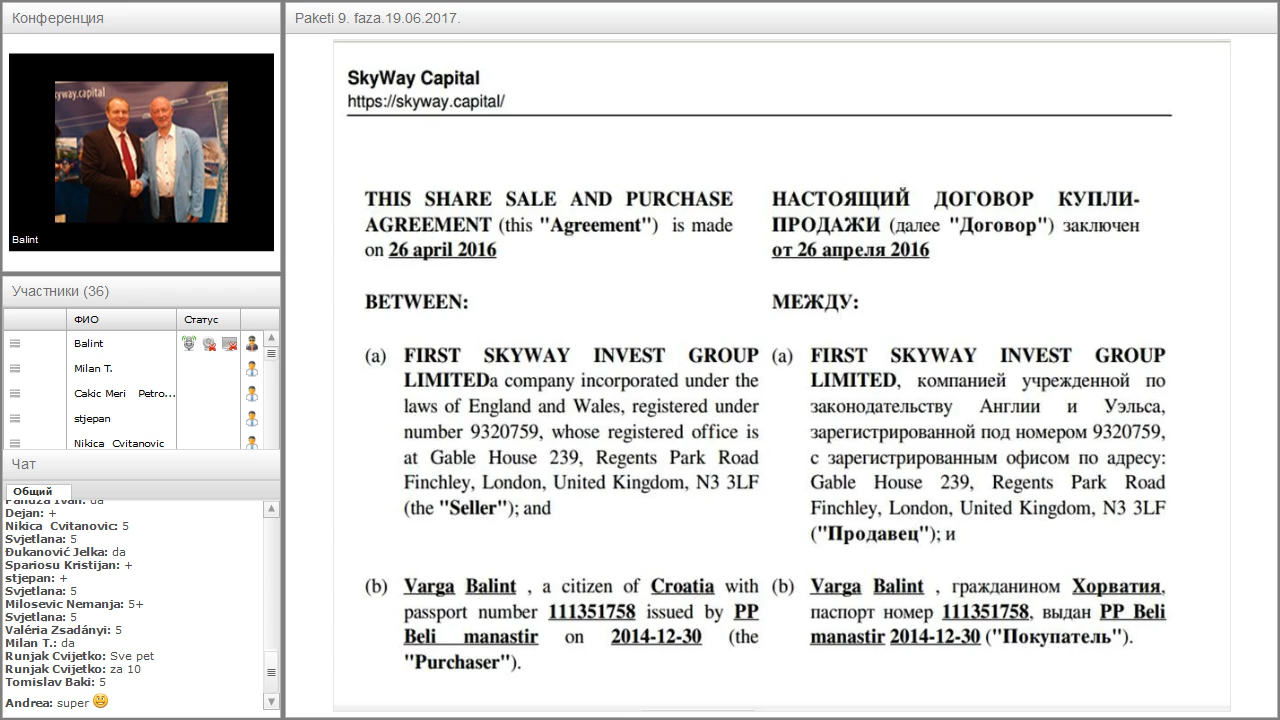 Конференция
yway.capital
Balint
Участники (36)
ФИО Статус
Balint
Milan T.
Cakic Meri Petro...
stjepan
Nikica Cvitanovic
Чат
Общий
Pandza Ivan: da
Dejan: +
Nikica Cvitanovic: 5
Svjetlana: 5
Đukanović Jelka: da
Spariosu Kristijan: +
stjepan: +
Svjetlana: 5
Milosevic Nemanja: 5+
Svjetlana: 5
Valéria Zsadányi: 5
Milan T.: da
Runjak Cvijetko: Sve pet
Runjak Cvijetko: za 10
Tomislav Baki: 5
Andrea: super
Paketi 9. faza.19.06.2017.
SkyWay Capital
https://skyway.capital/
THIS SHARE SALE AND PURCHASE
AGREEMENT (this "Agreement") is made
on 26 april 2016
BETWEEN:
(a) FIRST SKYWAY INVEST GROUP
LIMITEDa company incorporated under the
laws of England and Wales, registered under
number 9320759, whose registered office is
at Gable House 239, Regents Park Road
Finchley, London, United Kingdom, N3 3LF
(the "Seller"); and
(b) Varga Balint , a citizen of Croatia with
passport number 111351758 issued by PP
Beli manastir on 2014-12-30 (the
"Purchaser").
НАСТОЯЩИЙ ДОГОВОР КУПЛИ-
ПРОДАЖИ (далее "Договор") заключен
от 26 апреля 2016
МЕЖДУ:
(a) FIRST SKYWAY INVEST GROUP
LIMITED, компанией учрежденной по
законодательству Англии и Уэльса,
зарегистрированной под номером 9320759,
с зарегистрированным офисом по адресу:
Gable House 239, Regents Park Road
Finchley, London, United Kingdom, N3 3LF
("Продавец"); и
(b) Varga Balint , гражданином Хорватия,
паспорт номер 111351758, выдан PP Beli
manastir 2014-12-30 ("Покупатель").